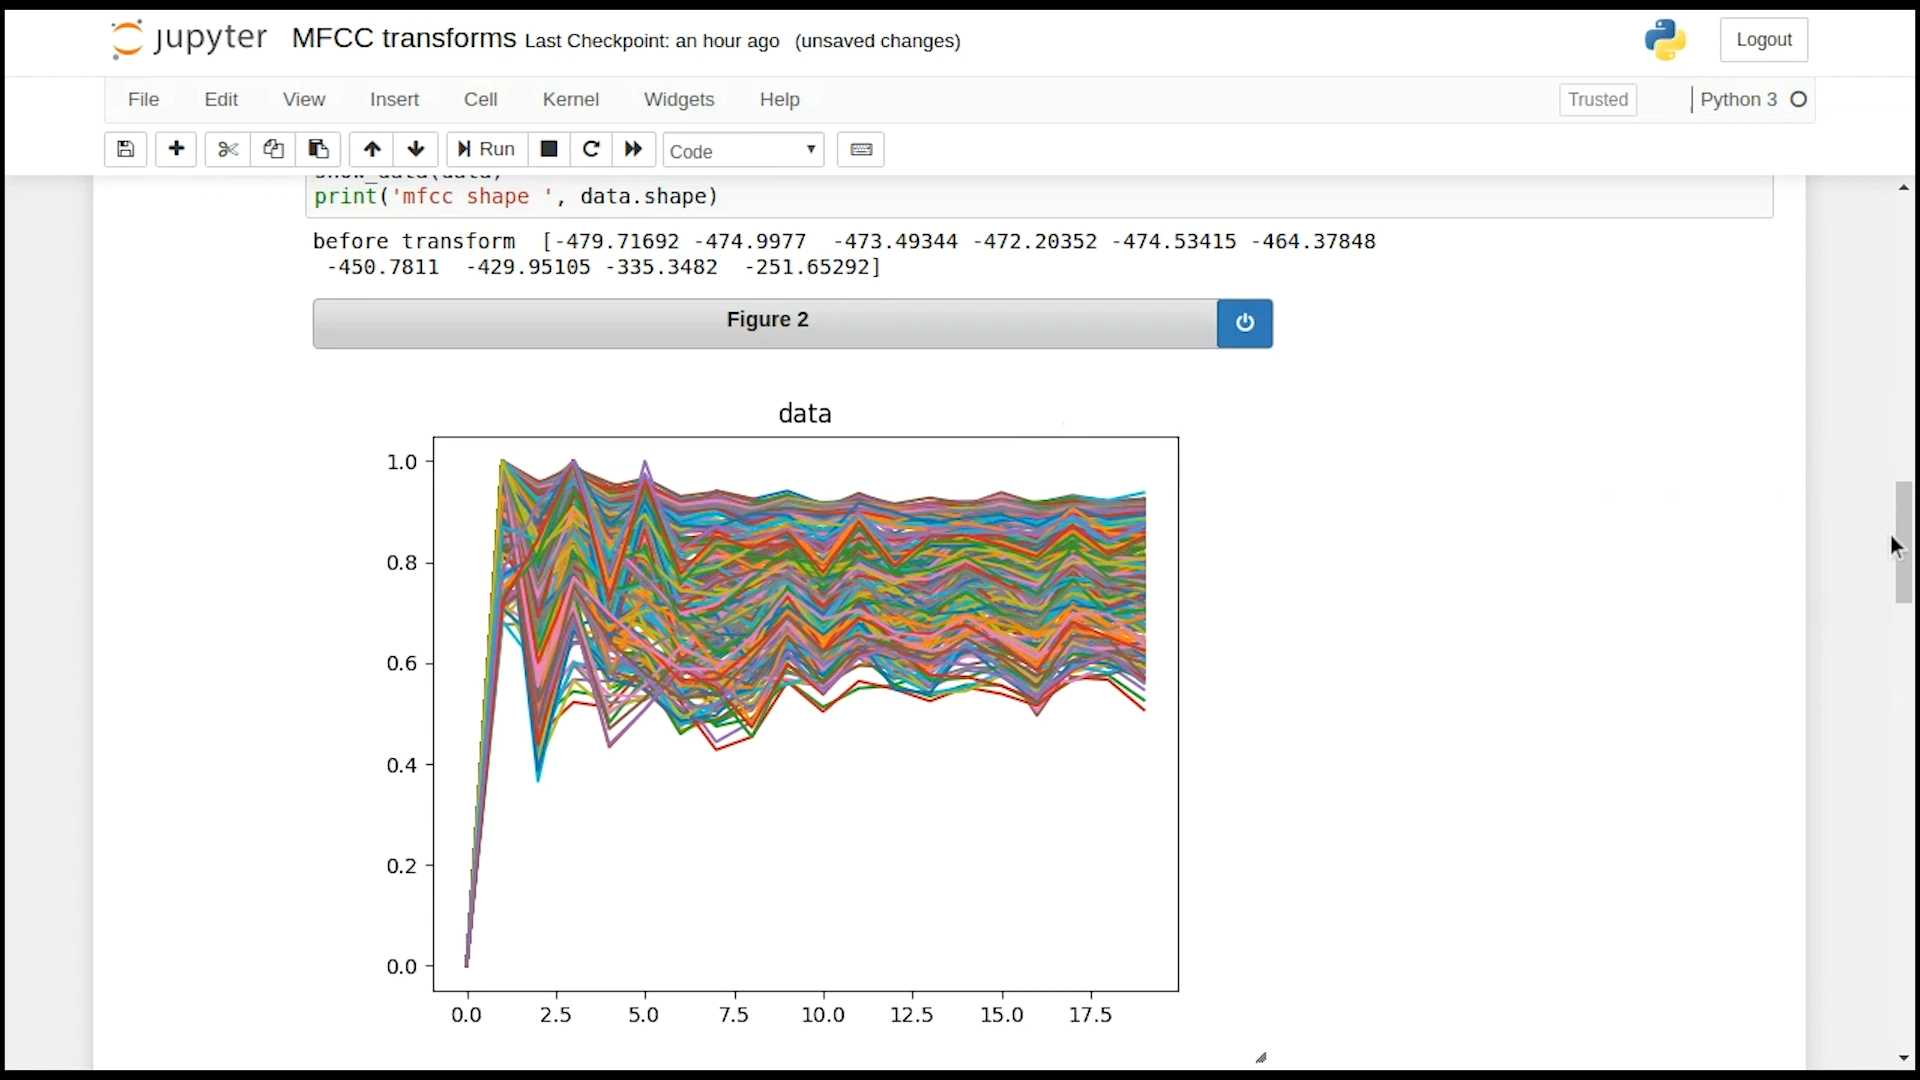 jupyter MFCC transforms Last Checkpoint: an hour ago (unsaved changes) Logout
File Edit View Insert Cell Kernel Widgets Help Trusted Python 3
Run Code
print('mfcc shape ', data.shape)
before transform [-479.71692 -474.9977 -473.49344 -472.20352 -474.53415 -464.37848
-450.7811 -429.95105 -335.3482 -251.65292]
Figure 2
data
1.0
0.8
0.6
0.4
0.2
0.0
0.0 2.5 5.0 7.5 10.0 12.5 15.0 17.5